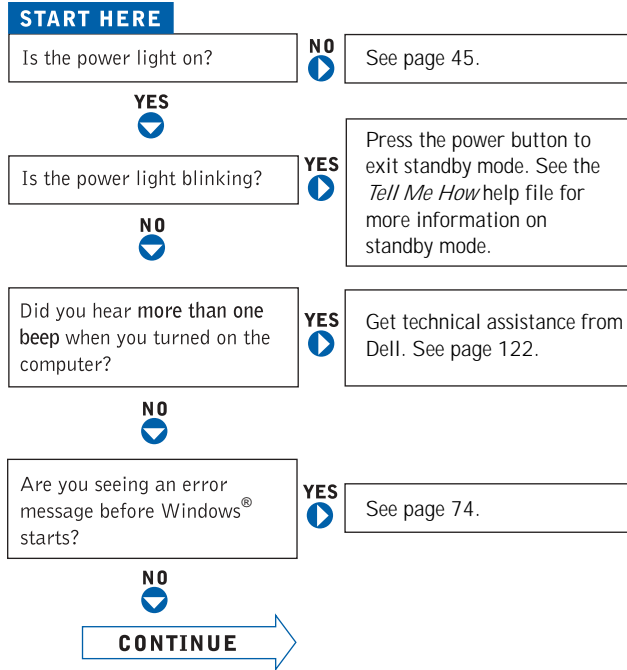 START HERE
Is the power light on?
NO
See page 45.
YES
Is the power light blinking?
YES
Press the power button to
exit standby mode. See the
Tell Me How help file for
more information on
standby mode.
NO
Did you hear more than one
beep when you turned on the
computer?
YES
Get technical assistance from
Dell. See page 122.
NO
Are you seeing an error
message before Windows®
starts?
YES
See page 74.
NO
CONTINUE